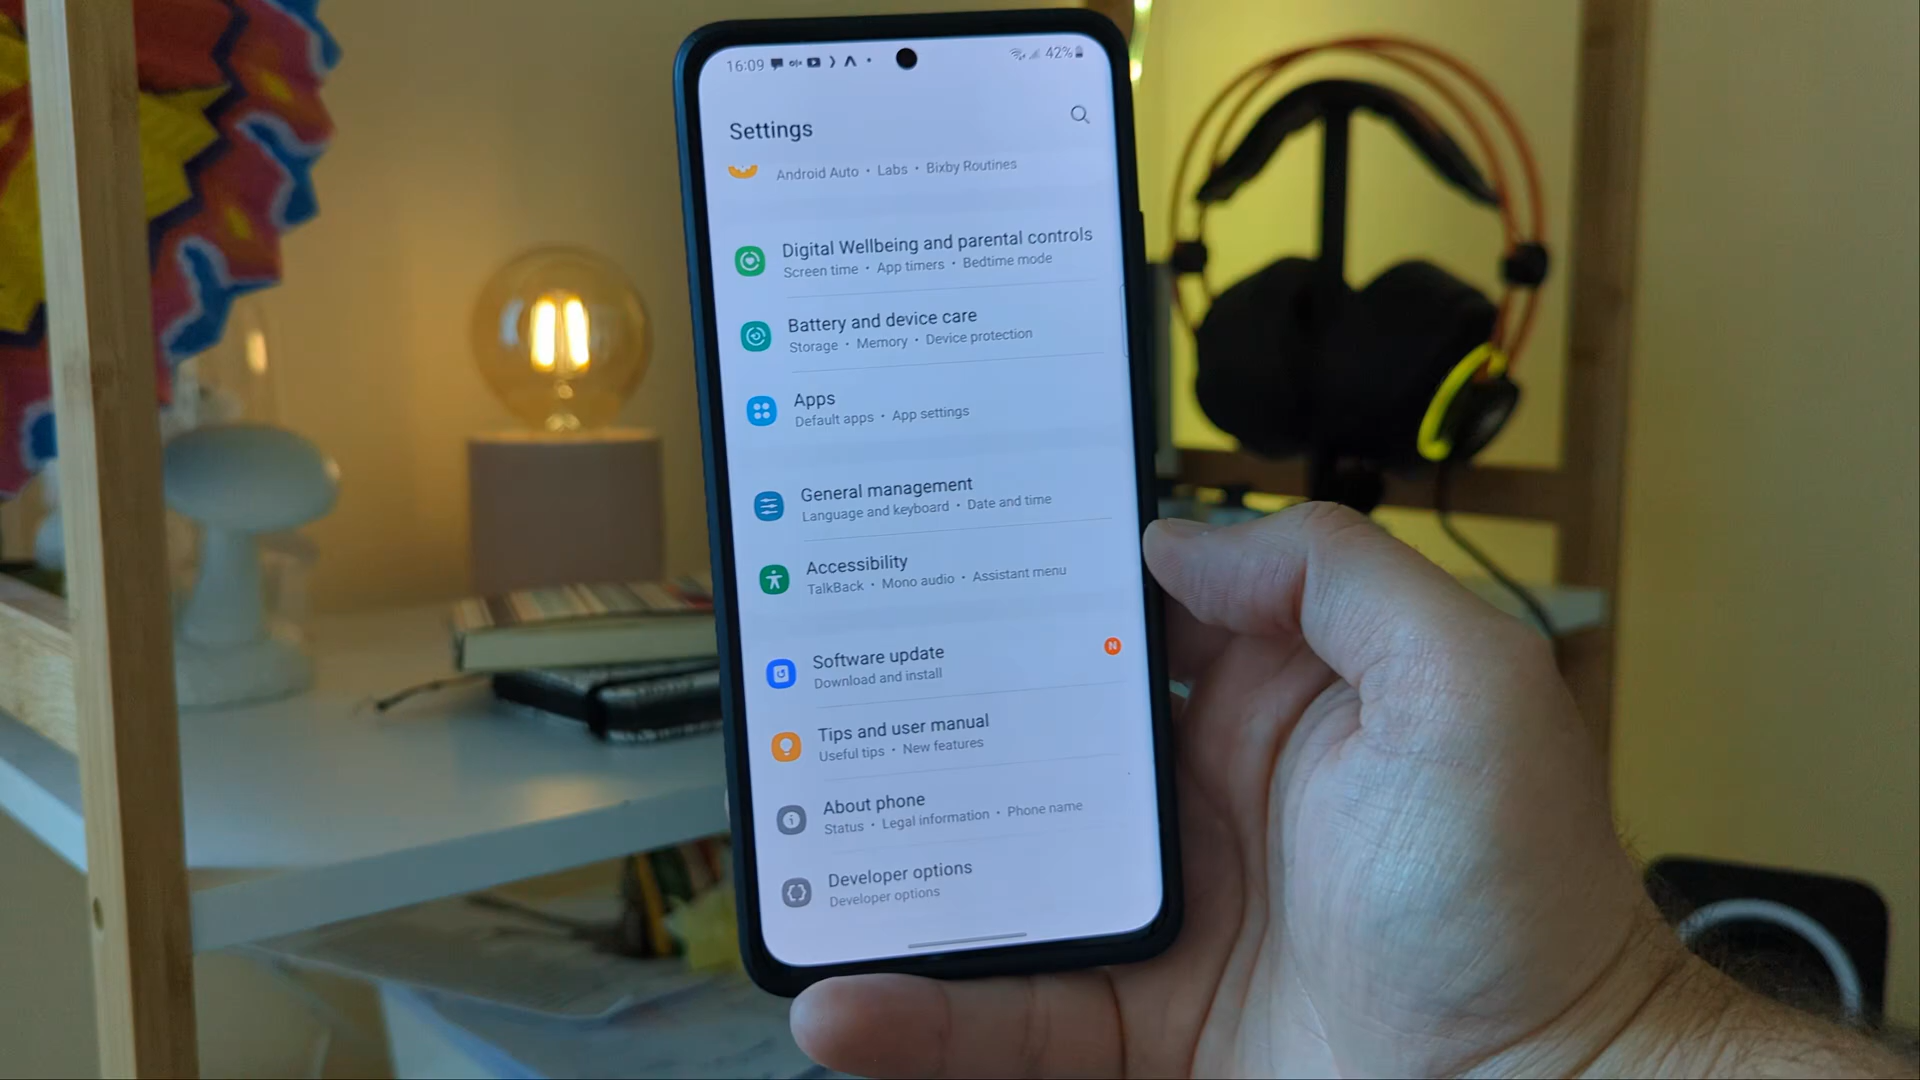 16:09 42%
Settings
Android Auto • Labs • Bixby Routines
Digital Wellbeing and parental controls
Screen time • App timers • Bedtime mode
Battery and device care
Storage • Memory • Device protection
Apps
Default apps • App settings
General management
Language and keyboard • Date and time
Accessibility
TalkBack • Mono audio • Assistant menu
Software update N
Download and install
Tips and user manual
Useful tips • New features
About phone
Status • Legal information • Phone name
Developer options
Developer options